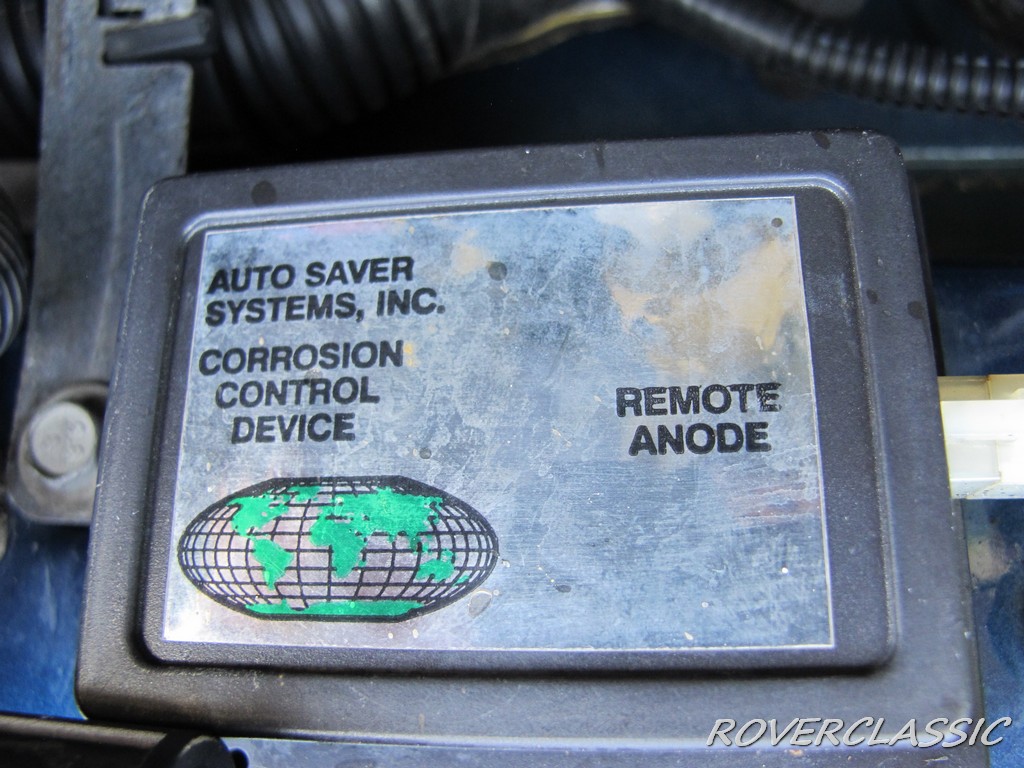 AUTO SAVER
SYSTEMS, INC.
CORROSION
CONTROL
DEVICE
REMOTE
ANODE
ROVERCLASSIC